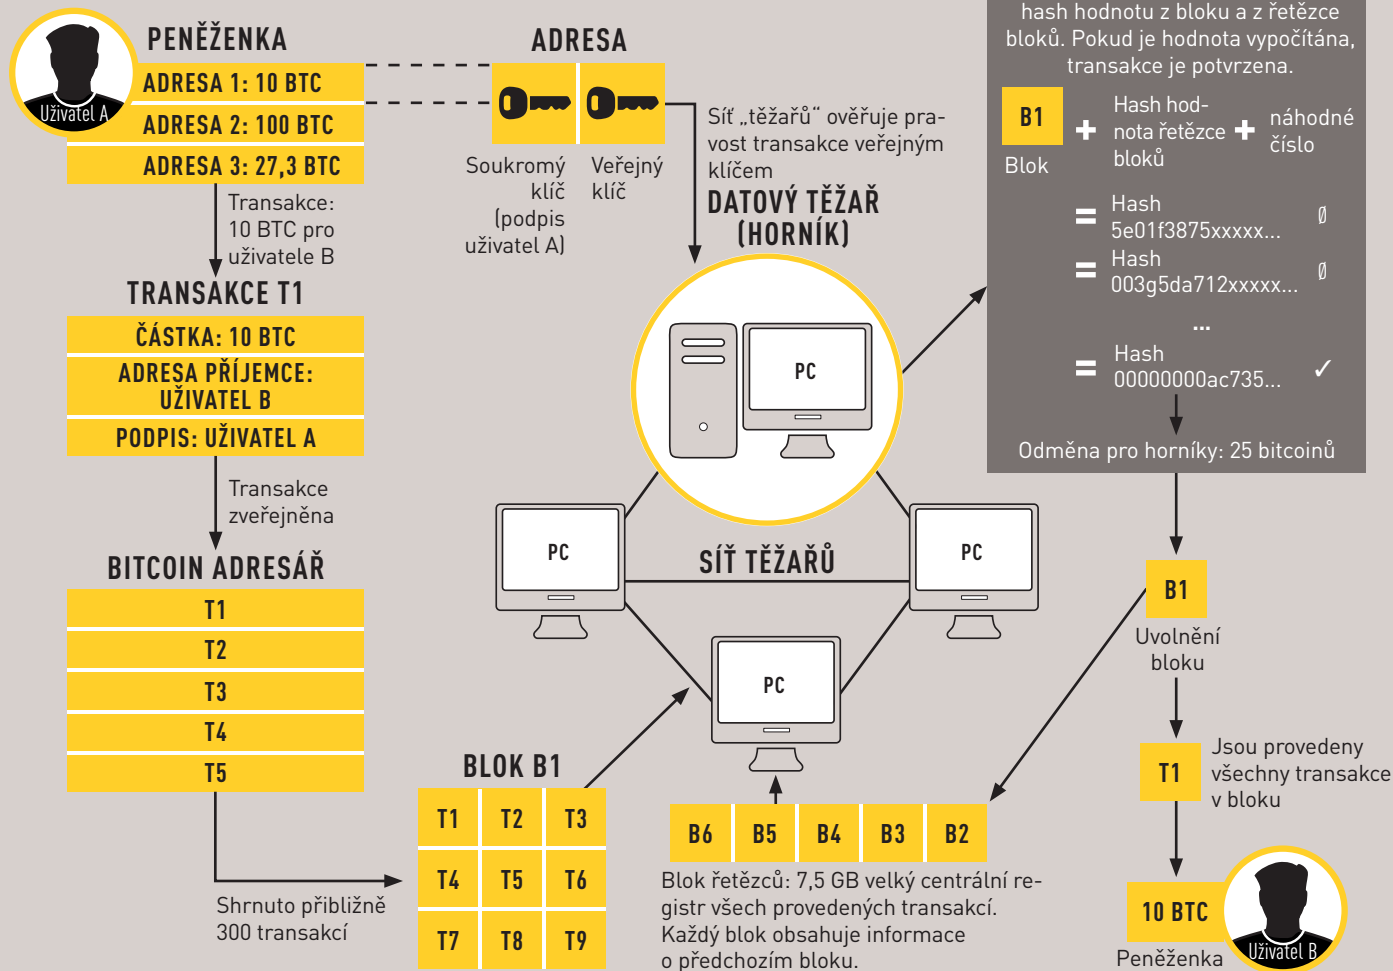 PENĚŽENKA
Uživatel A
ADRESA 1: 10 BTC
ADRESA 2: 100 BTC
ADRESA 3: 27,3 BTC
Transakce:
10 BTC pro
uživatele B
TRANSAKCE T1
ČÁSTKA: 10 BTC
ADRESA PŘÍJEMCE:
UŽIVATEL B
PODPIS: UŽIVATEL A
Transakce
zveřejněna
BITCOIN ADRESÁŘ
T1
T2
T3
T4
T5
Shrnuto přibližně
300 transakcí
ADRESA
Soukromý
klíč
(podpis
uživatel A)
Veřejný
klíč
Síť „těžařů“ ověřuje pra-
vost transakce veřejným
klíčem
DATOVÝ TĚŽAŘ
(HORNÍK)
PC
PC
SÍŤ TĚŽAŘŮ
PC
PC
BLOK B1
T1 T2 T3
T4 T5 T6
T7 T8 T9
B6 B5 B4 B3 B2
Blok řetězců: 7,5 GB velký centrální re-
gistr všech provedených transakcí.
Každý blok obsahuje informace
o předchozím bloku.
hash hodnotu z bloku a z řetězce
bloků. Pokud je hodnota vypočítána,
transakce je potvrzena.
B1
Blok
+
Hash hod-
nota řetězce
bloků
+
náhodné
číslo
= Hash
5e01f3875xxxxx... Ø
= Hash
003g5da712xxxxx... Ø
...
= Hash
00000000ac735... ✓
Odměna pro horníky: 25 bitcoinů
B1
Uvolnění
bloku
T1
Jsou provedeny
všechny transakce
v bloku
10 BTC
Peněženka
Uživatel B